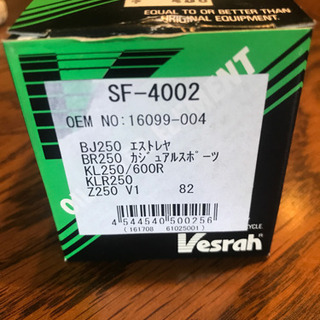 EQUAL TO OR BETTER THAN
ORIGINAL EQUIPMENT.
SF-4002
OEM NO:16099-004
BJ250 エストレヤ
BR250 カジュアルスポーツ
KL250/600R
KLR250
Z250 V1 82
4 544540 500256
(161708 61025001)
Vesrah®